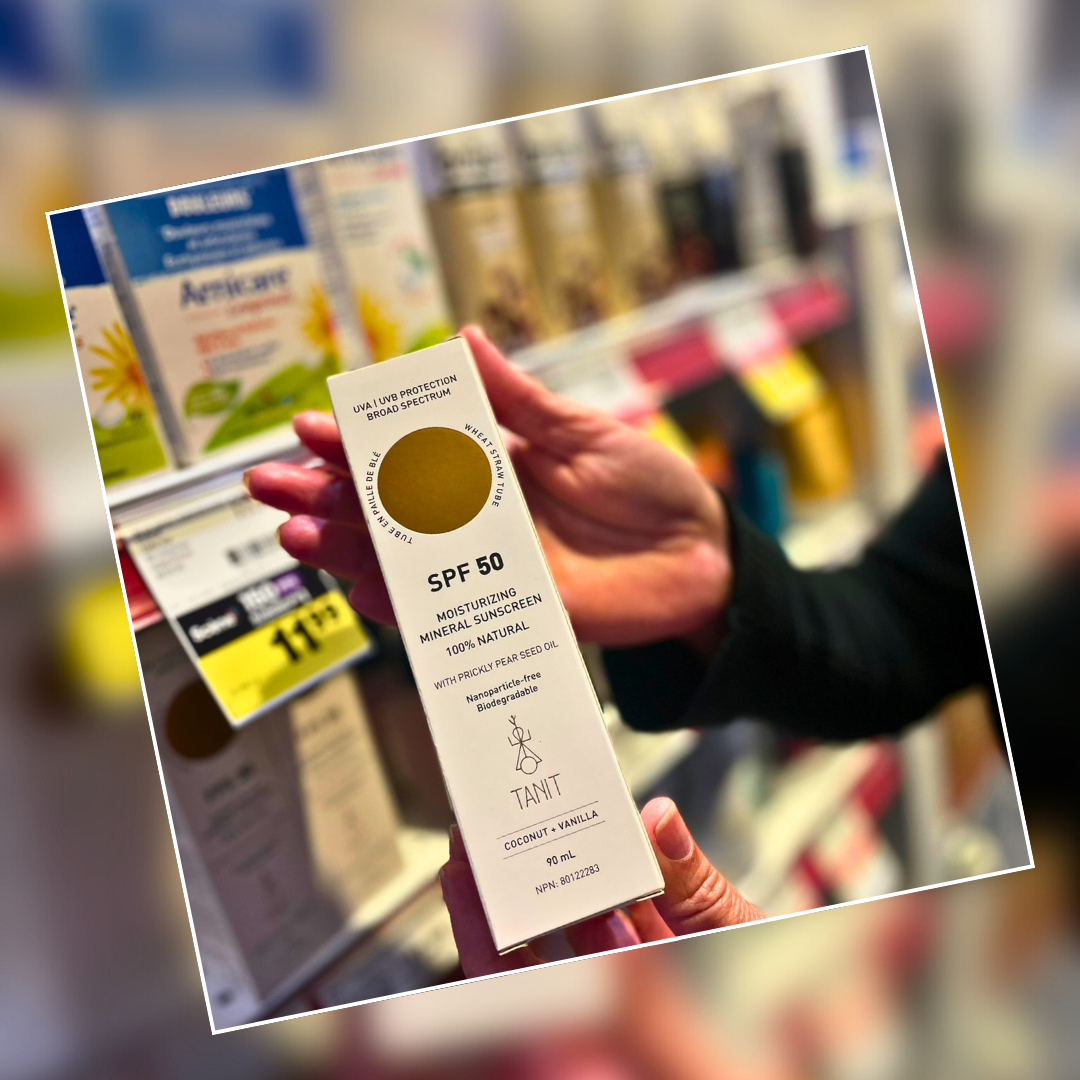 Arnicare
UVA | UVB PROTECTION
BROAD SPECTRUM
TUBE EN PAILLE DE BLÉ
WHEAT STRAW TUBE
SPF 50
MOISTURIZING
MINERAL SUNSCREEN
100% NATURAL
WITH PRICKLY PEAR SEED OIL
Nanoparticle-free
Biodegradable
TANIT
COCONUT + VANILLA
90 mL
NPN: 80122283